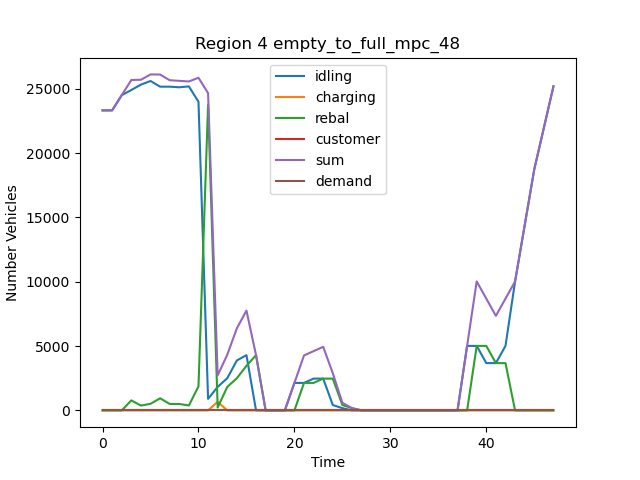 Region 4 empty_to_full_mpc_48
idling
charging
rebal
customer
sum
demand
25000
20000
15000
10000
5000
0
Number Vehicles
0 10 20 30 40
Time